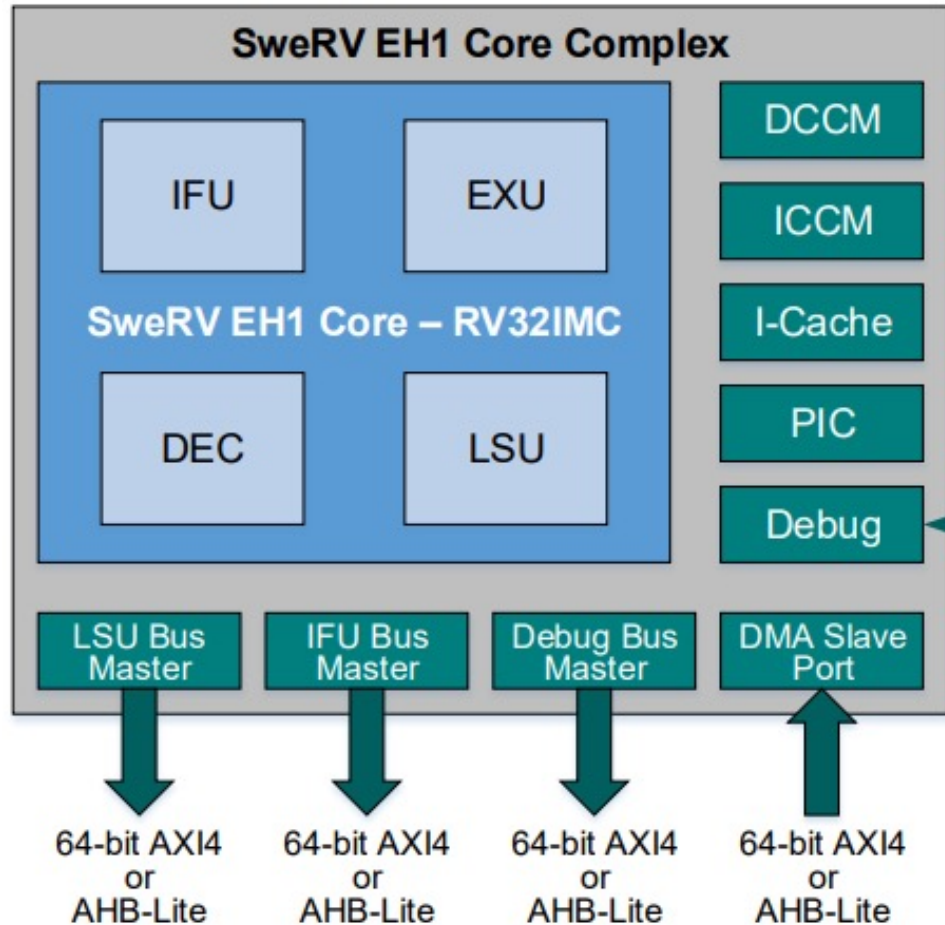 SweRV EH1 Core Complex
IFU
EXU
SweRV EH1 Core – RV32IMC
DEC
LSU
DCCM
ICCM
I-Cache
PIC
Debug
LSU Bus
Master
IFU Bus
Master
Debug Bus
Master
DMA Slave
Port
64-bit AXI4
or
AHB-Lite
64-bit AXI4
or
AHB-Lite
64-bit AXI4
or
AHB-Lite
64-bit AXI4
or
AHB-Lite